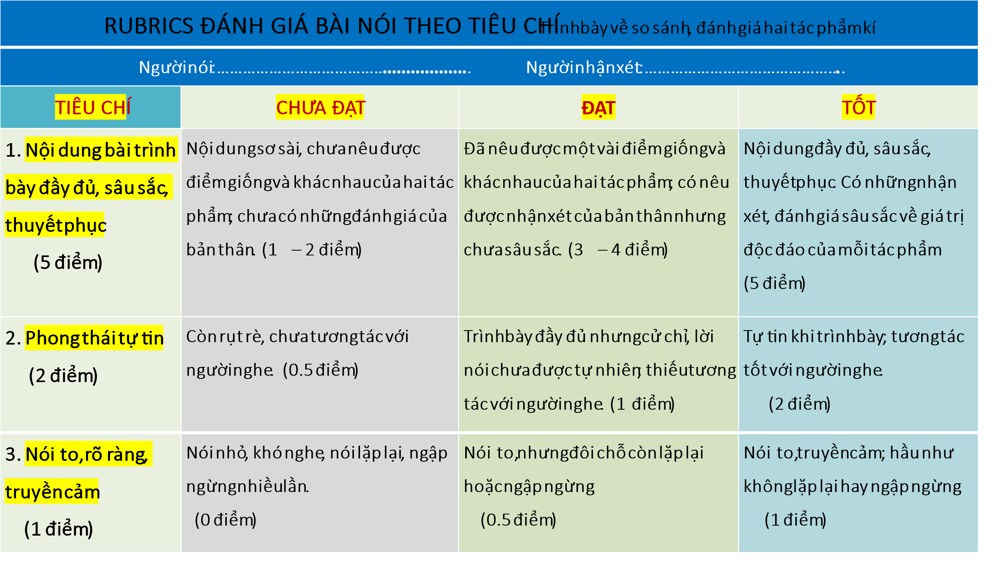 RUBRICS ĐÁNH GIÁ BÀI NÓI THEO TIÊU CHÍ Trình bày về so sánh, đánh giá hai tác phẩm kí
Người nói:........................................................ Người nhận xét:.............................................
TIÊU CHÍ
CHƯA ĐẠT
ĐẠT
TỐT
1. Nội dung bài trình
bày đầy đủ, sâu sắc,
thuyết phục
(5 điểm)
Nội dung sơ sài, chưa nêu được
điểm giống và khác nhau của hai tác
phẩm; chưa có những đánh giá của
bản thân. (1 – 2 điểm)
Đã nêu được một vài điểm giống và
khác nhau của hai tác phẩm; có nêu
được nhận xét của bản thân nhưng
chưa sâu sắc. (3 – 4 điểm)
Nội dung đầy đủ, sâu sắc,
thuyết phục. Có những nhận
xét, đánh giá sâu sắc về giá trị
độc đáo của mỗi tác phẩm
(5 điểm)
2. Phong thái tự tin
(2 điểm)
Còn rụt rè, chưa tương tác với
người nghe. (0.5 điểm)
Trình bày đầy đủ nhưng cử chỉ, lời
nói chưa được tự nhiên; thiếu tương
tác với người nghe. (1 điểm)
Tự tin khi trình bày; tương tác
tốt với người nghe.
(2 điểm)
3. Nói to, rõ ràng,
truyền cảm
(1 điểm)
Nói nhỏ, khó nghe, nói lặp lại, ngập
ngừng nhiều lần.
(0 điểm)
Nói to, nhưng đôi chỗ còn lặp lại
hoặc ngập ngừng.
(0.5 điểm)
Nói to, truyền cảm; hầu như
không lặp lại hay ngập ngừng.
(1 điểm)